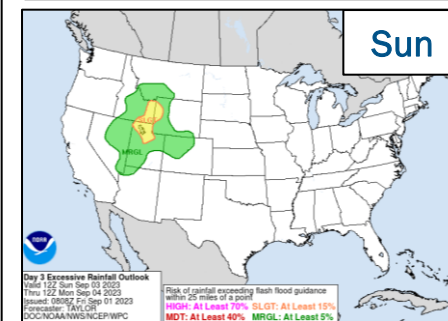 Sun
SLGT
MRGL
NOAA
Day 3 Excessive Rainfall Outlook
Valid 12Z Sun Sep 03 2023
Thru 12Z Mon Sep 04 2023
Issued: 0808Z Fri Sep 01 2023
Forecaster: TAYLOR
DOC/NOAA/NWS/NCEP/WPC
Risk of rainfall exceeding flash flood guidance
within 25 miles of a point
HIGH: At Least 70% SLGT: At Least 15%
MDT: At Least 40% MRGL: At Least 5%